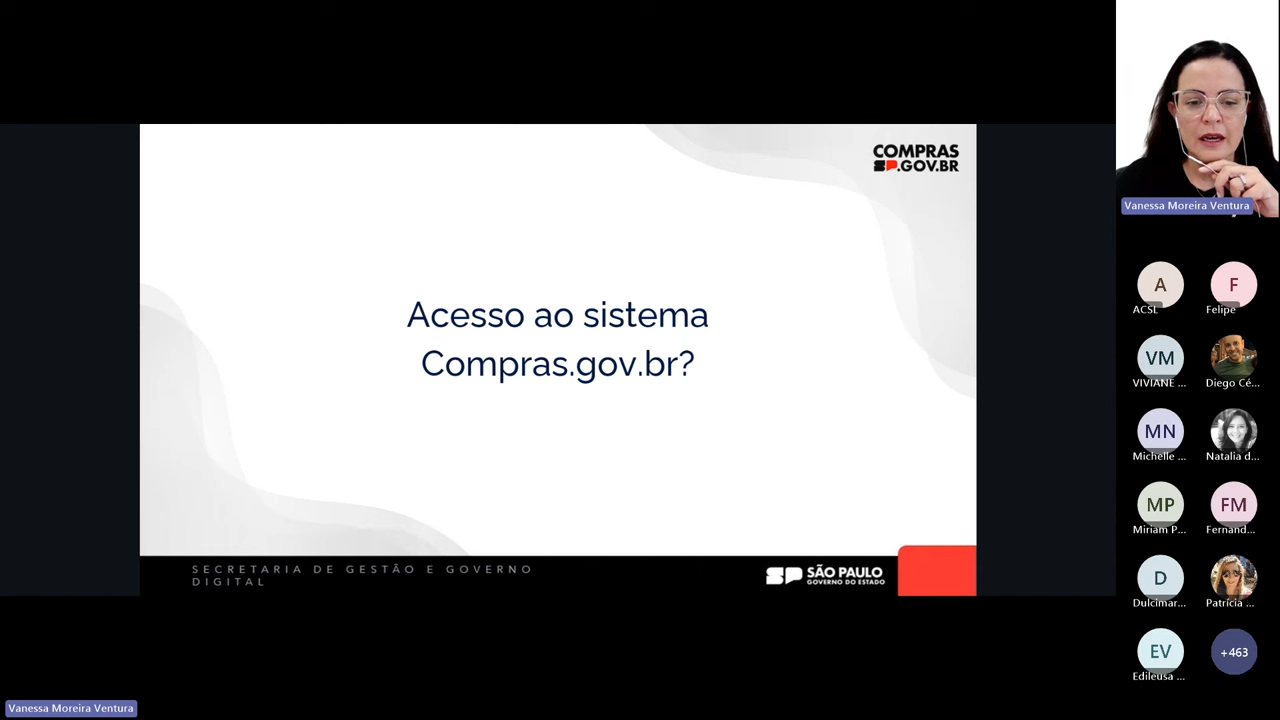 COMPRAS
SP.GOV.BR
Acesso ao sistema
Compras.gov.br?
SECRETARIA DE GESTÃO E GOVERNO
DIGITAL
SP SÃO PAULO
GOVERNO DO ESTADO
Vanessa Moreira Ventura
A
ACSL
F
Felipe
VM
VIVIANE ...
Diego Cé...
MN
Michelle ...
Natalia d...
MP
Miriam P...
FM
Fernand...
D
Dulcimar...
Patrícia ...
EV
Edileusa ...
+463
Vanessa Moreira Ventura